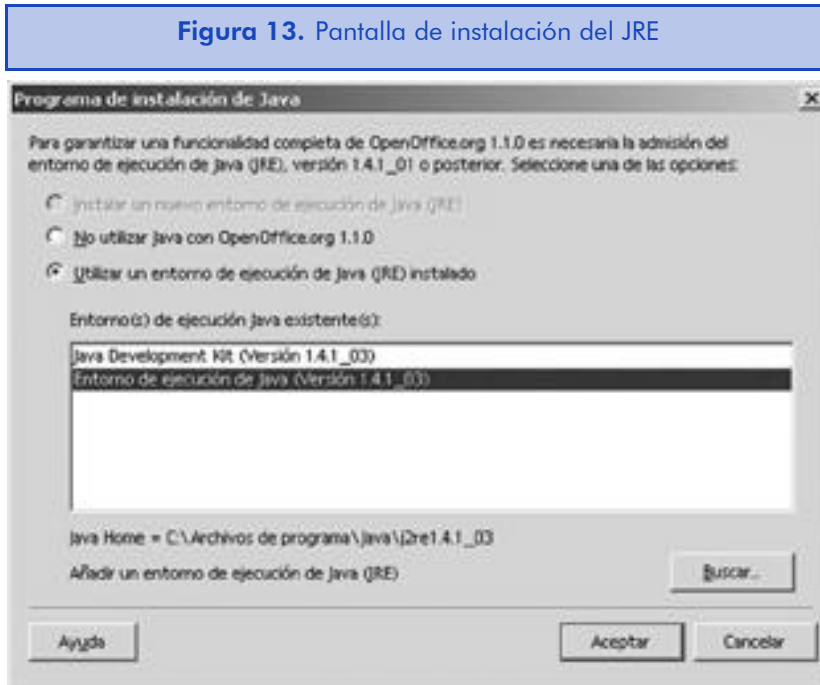 Figura 13. Pantalla de instalación del JRE
Programa de instalación de Java
Para garantizar una funcionalidad completa de OpenOffice.org 1.1.0 es necesaria la admisión del
entorno de ejecución de Java (JRE), versión 1.4.1_01 o posterior. Seleccione una de las opciones:
Instalar un nuevo entorno de ejecución de Java (JRE)
No utilizar Java con OpenOffice.org 1.1.0
Utilizar un entorno de ejecución de Java (JRE) instalado
Entorno(s) de ejecución Java existente(s):
Java Development Kit (Versión 1.4.1_03)
Entorno de ejecución de Java (Versión 1.4.1_03)
Java Home = C:\Archivos de programa\Java\j2re1.4.1_03
Añadir un entorno de ejecución de Java (JRE)
Buscar...
Ayuda
Aceptar
Cancelar